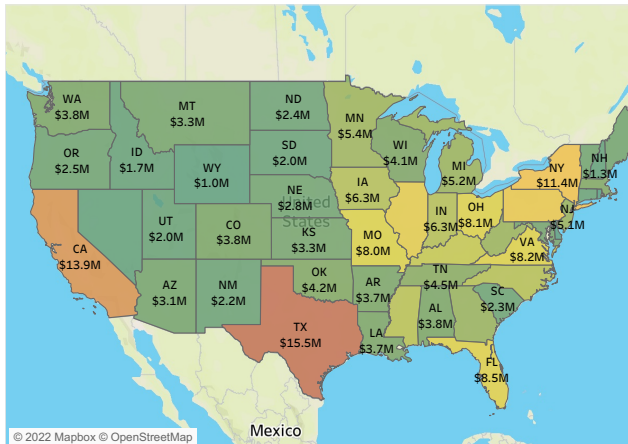 WA
$3.8M
MT
$3.3M
ND
$2.4M
MN
$5.4M
OR
$2.5M
ID
$1.7M
WY
$1.0M
SD
$2.0M
WI
$4.1M
MI
$5.2M
NY
$11.4M
NH
$1.3M
NE
$2.8M
United
States
IA
$6.3M
CA
$13.9M
UT
$2.0M
CO
$3.8M
KS
$3.3M
MO
$8.0M
IN
$6.3M
OH
$8.1M
NJ
$5.1M
VA
$8.2M
AZ
$3.1M
NM
$2.2M
OK
$4.2M
AR
$3.7M
TN
$4.5M
SC
$2.3M
TX
$15.5M
LA
$3.7M
AL
$3.8M
FL
$8.5M
Mexico
© 2022 Mapbox © OpenStreetMap